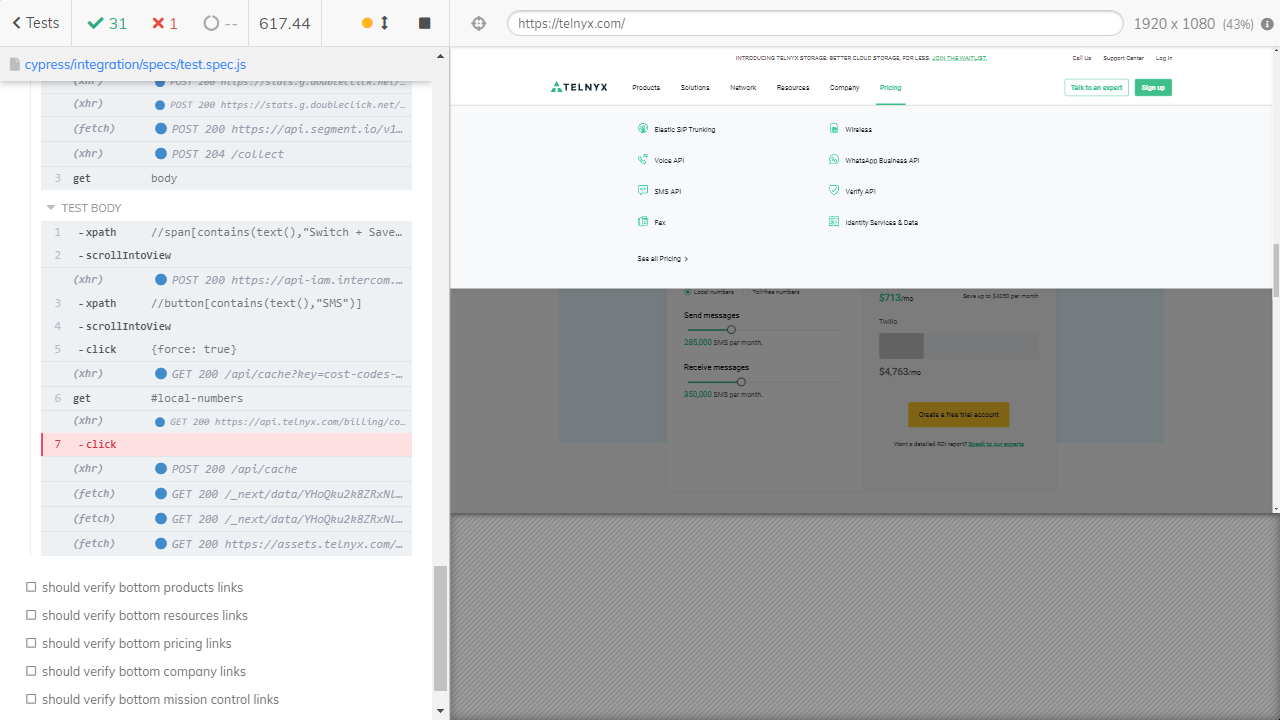 Tests
31
1
--
617.44
https://telnyx.com/
1920 x 1080 (43%)
cypress/integration/specs/test.spec.js
(xhr) POST 200 https://stats.g.doubleclick.net/...
(xhr) POST 200 https://stats.g.doubleclick.net/...
(fetch) POST 200 https://api.segment.io/v1...
(xhr) POST 204 /collect
3 get body
TEST BODY
1 -xpath //span[contains(text(),"Switch + Save...
2 -scrollIntoView
(xhr) POST 200 https://api-iam.intercom....
3 xpath //button[contains(text(),"SMS")]
4 -scrollIntoView
5 -click {force: true}
(xhr) GET 200 /api/cache?key=cost-codes-...
6 get #local-numbers
(xhr) GET 200 https://api.telnyx.com/billing/co...
7 -click
(xhr) POST 200 /api/cache
(fetch) GET 200 /_next/data/YHoQku2k8ZRxNl...
(fetch) GET 200 /_next/data/YHoQku2k8ZRxNl...
(fetch) GET 200 https://assets.telnyx.com/...
should verify bottom products links
should verify bottom resources links
should verify bottom pricing links
should verify bottom company links
should verify bottom mission control links
INTRODUCING TELNYX STORAGE: BETTER CLOUD STORAGE, FOR LESS. JOIN THE WAITLIST.
Call Us Support Center Log In
TELNYX Products Solutions Network Resources Company Pricing Talk to an expert Sign up
Elastic SIP Trunking Wireless
Voice API WhatsApp Business API
SMS API Verify API
Fax Identity Services & Data
See all Pricing >
Local numbers Toll-free numbers
$713/mo Save up to $4050 per month
Send messages
285,000 SMS per month.
Receive messages
350,000 SMS per month.
Twilio
$4,763/mo
Create a free trial account
Want a detailed ROI report? Speak to our experts